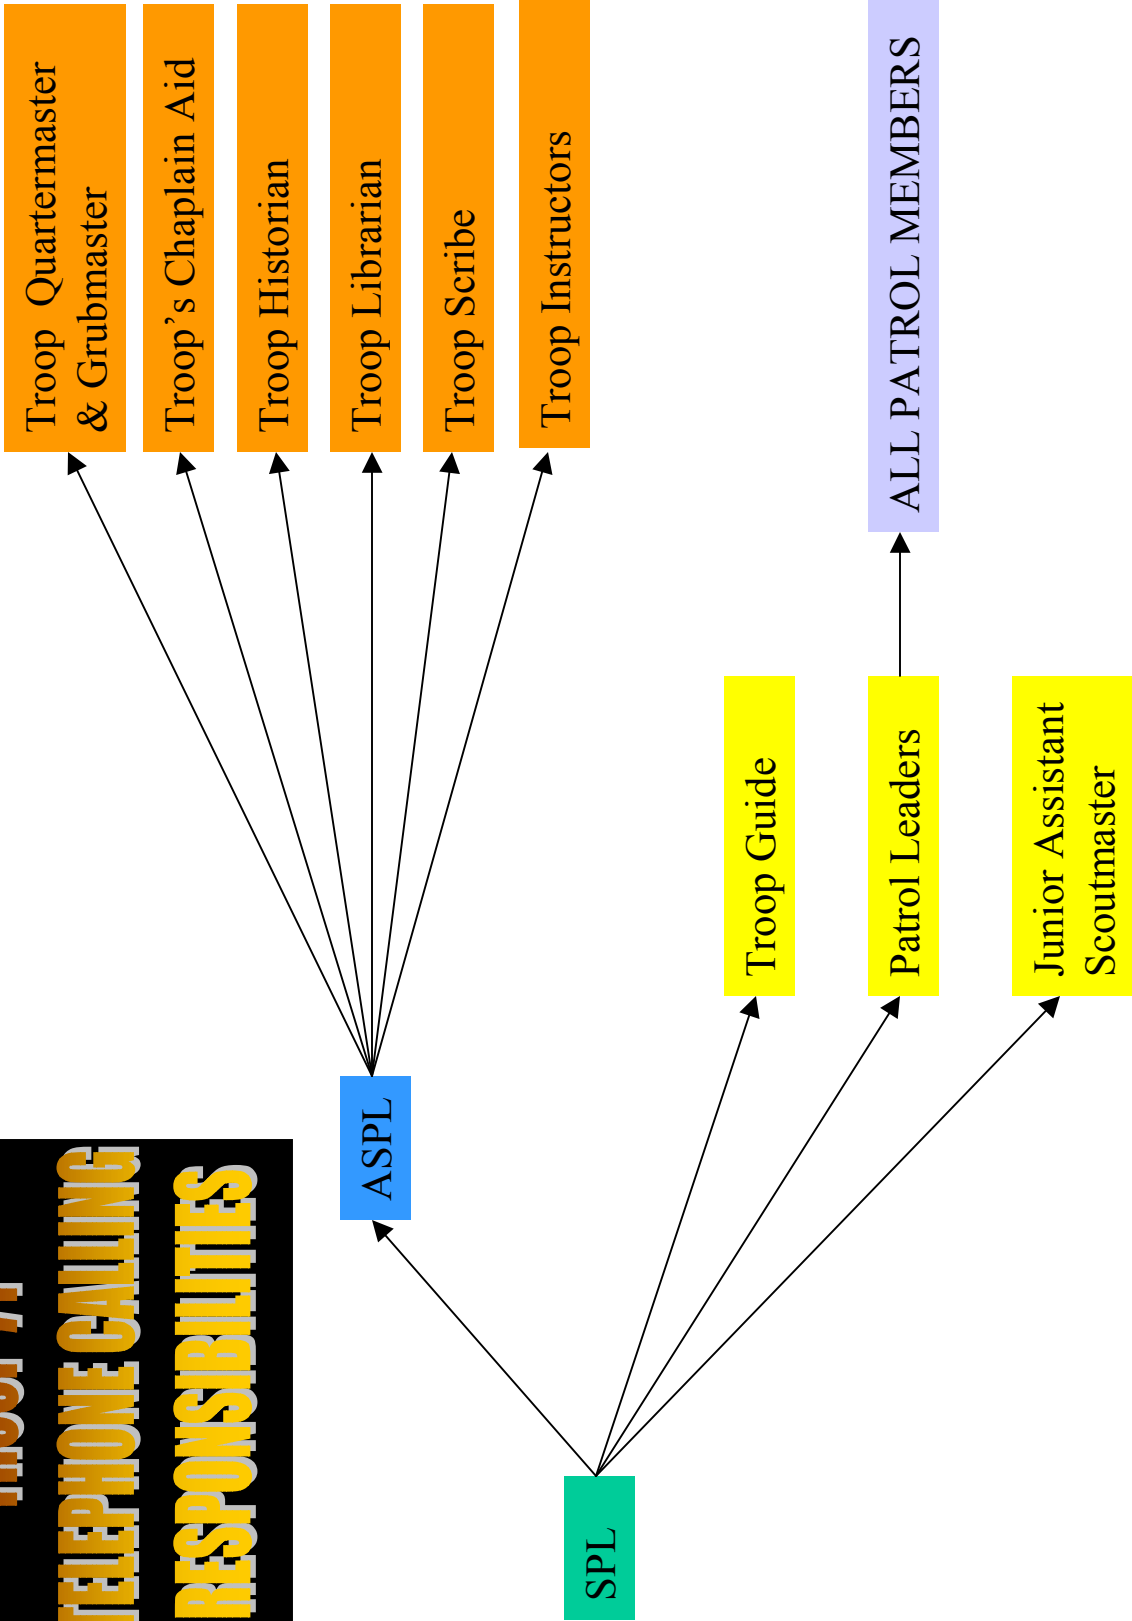 TELEPHONE CALLING
RESPONSIBILITIES
Troop Quartermaster
& Grubmaster
Troop’s Chaplain Aid
Troop Historian
Troop Librarian
Troop Scribe
Troop Instructors
ASPL
SPL
Troop Guide
Patrol Leaders
Junior Assistant
Scoutmaster
ALL PATROL MEMBERS